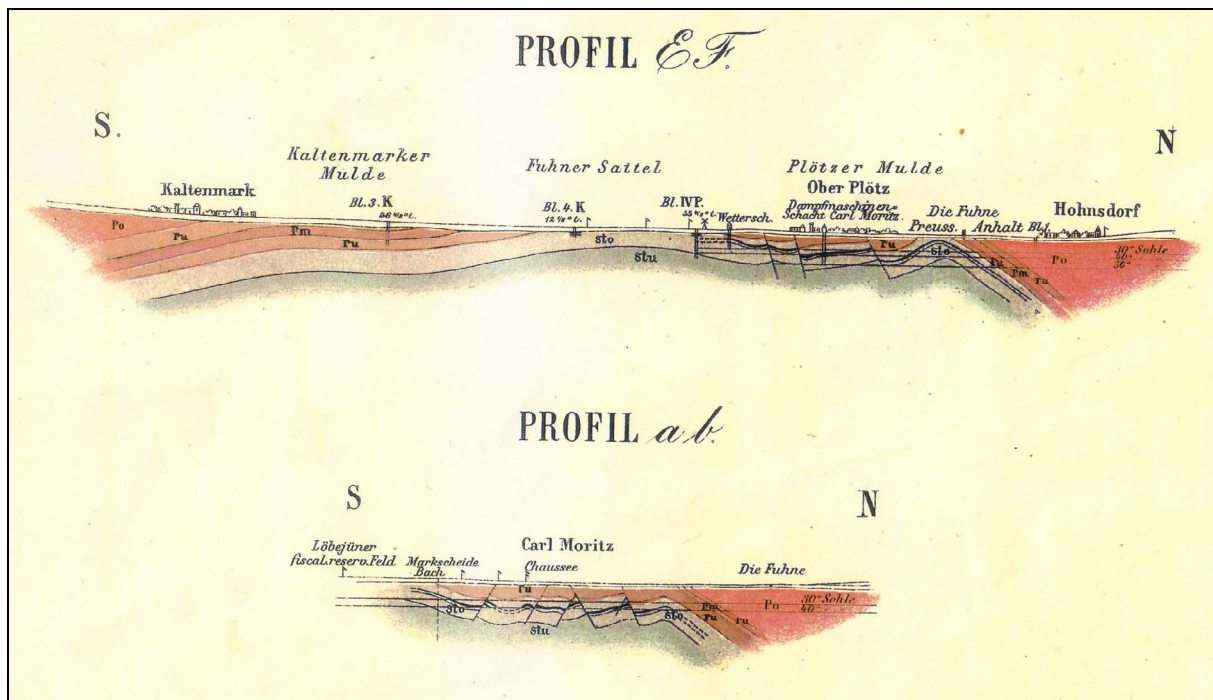 PROFIL E F.
S.
N
Kaltenmarker
Mulde
Fuhner Sattel
Plötzer Mulde
Kaltenmark
Bl. 3. K
Bl. 4. K
Bl. IVP.
Wettersch.
Ober Plötz
Dampfmaschinen-
Schacht Carl Moritz.
Die Fuhne
Preuss.
Anhalt
Hohnsdorf
Po
ru
Pm
ru
sto
stu
ru
sto
ru
Pm
ru
Po
30° Sohle
PROFIL a b.
S
N
Löbejüner
fiscal.reserv.Feld
Markscheide
Bach
Carl Moritz
Chaussee
Die Fuhne
ru
sto
stu
sto
Pm
ru
ru
Po
30° Sohle
40°